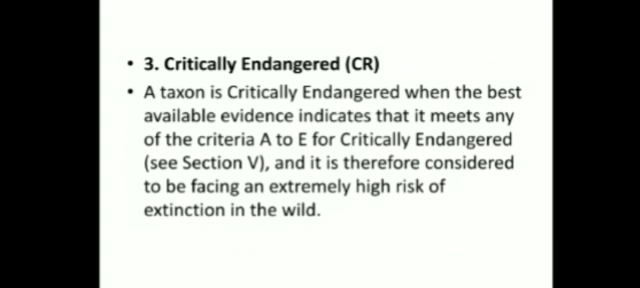 • 3. Critically Endangered (CR)
• A taxon is Critically Endangered when the best
available evidence indicates that it meets any
of the criteria A to E for Critically Endangered
(see Section V), and it is therefore considered
to be facing an extremely high risk of
extinction in the wild.